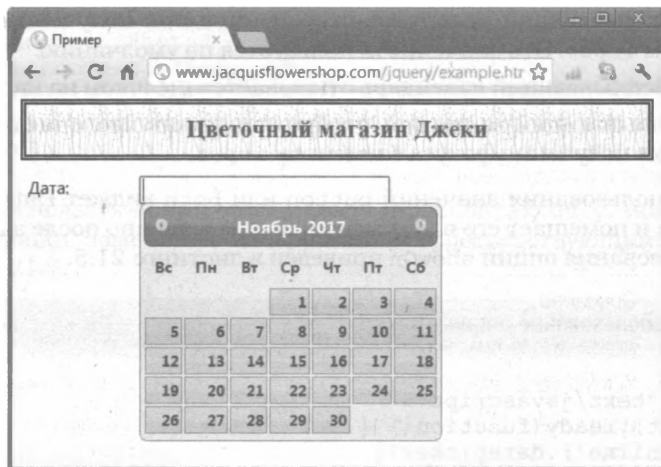 Пример
www.jacquisflowershop.com/jquery/example.htr
Цветочный магазин Джеки
Дата:
Ноябрь 2017
Вс Пн Вт Ср Чт Пт Сб
1 2 3 4
5 6 7 8 9 10 11
12 13 14 15 16 17 18
19 20 21 22 23 24 25
26 27 28 29 30